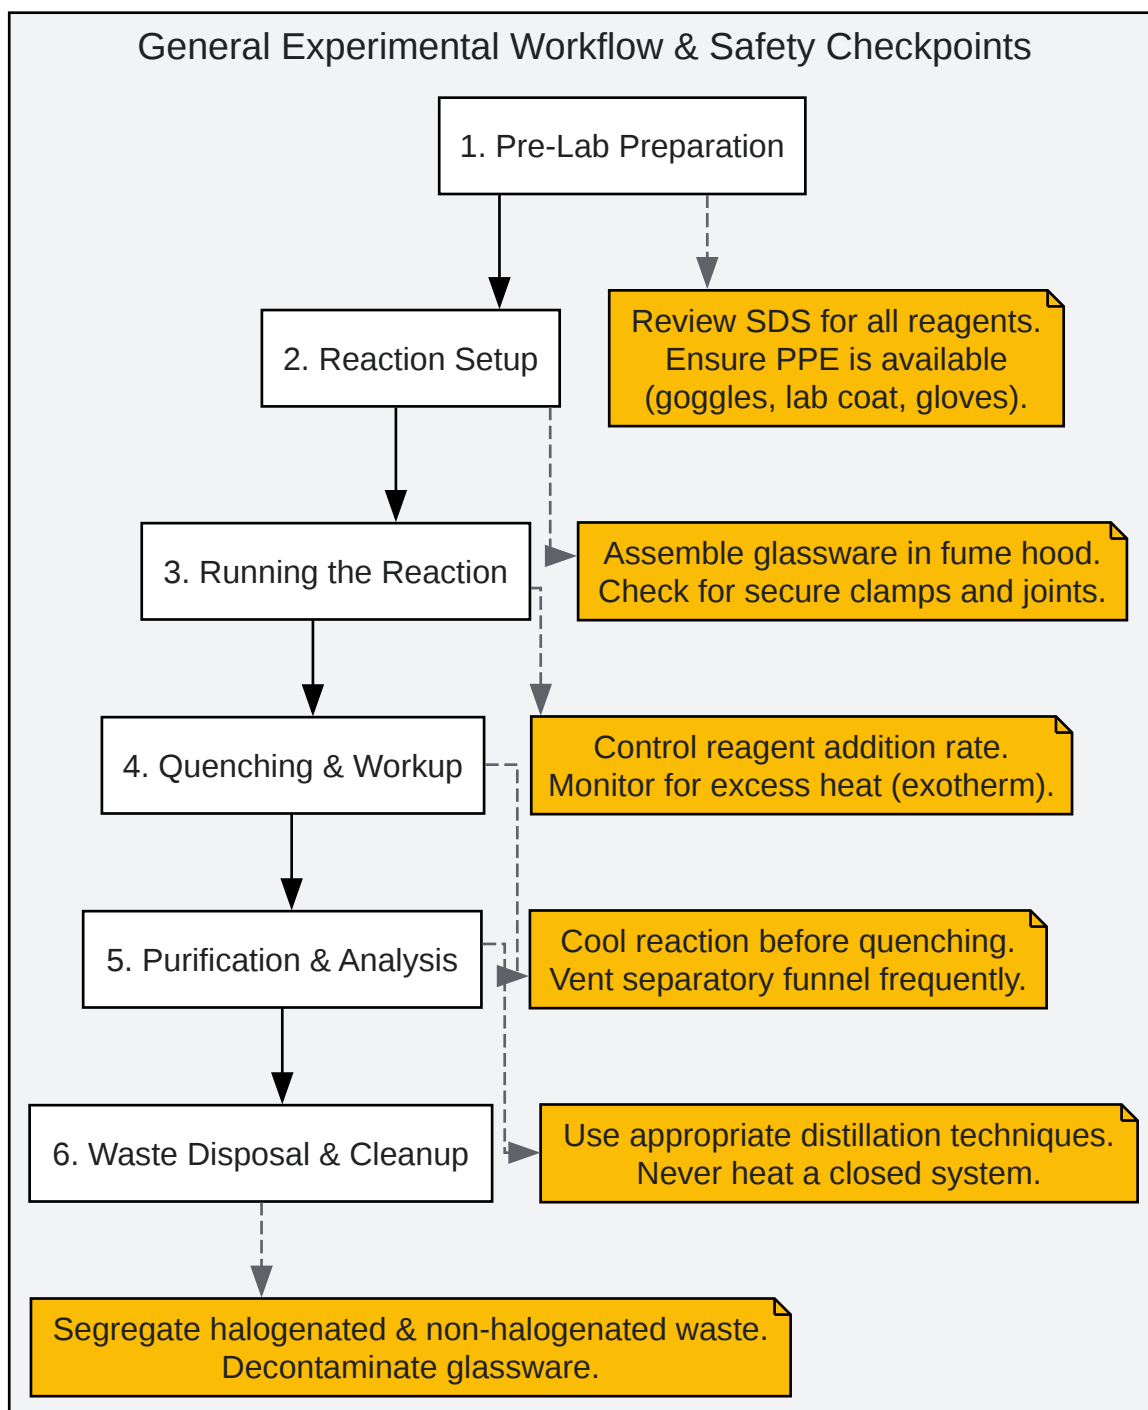 General Experimental Workflow & Safety Checkpoints
1. Pre-Lab Preparation
Review SDS for all reagents.
Ensure PPE is available
(goggles, lab coat, gloves).
2. Reaction Setup
Assemble glassware in fume hood.
Check for secure clamps and joints.
3. Running the Reaction
Control reagent addition rate.
Monitor for excess heat (exotherm).
4. Quenching & Workup
Cool reaction before quenching.
Vent separatory funnel frequently.
5. Purification & Analysis
Use appropriate distillation techniques.
Never heat a closed system.
6. Waste Disposal & Cleanup
Segregate halogenated & non-halogenated waste.
Decontaminate glassware.